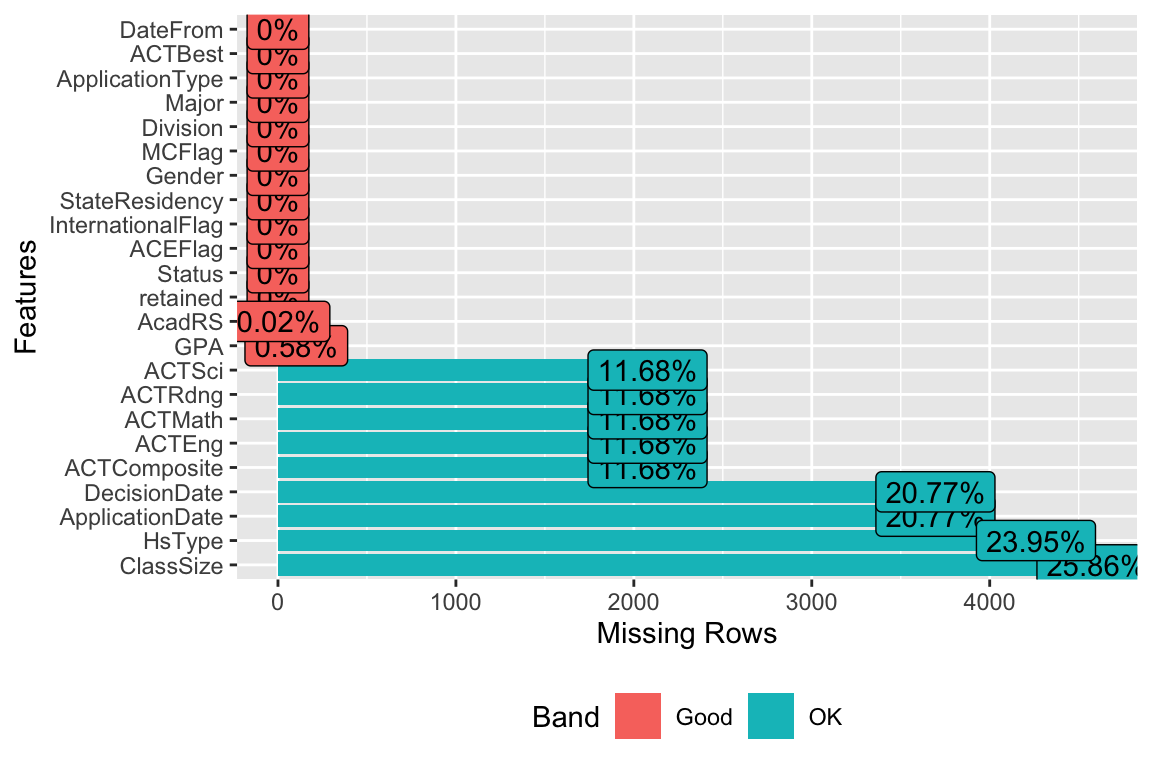 DateFrom 0%
ACTBest 0%
ApplicationType 0%
Major 0%
Division 0%
MCFlag 0%
Gender 0%
StateResidency 0%
InternationalFlag 0%
ACEFlag 0%
Status 0%
retained 0%
AcadRS 0.02%
GPA 0.58%
ACTSci 11.68%
ACTRdng 11.68%
ACTMath 11.68%
ACTEng 11.68%
ACTComposite 11.68%
DecisionDate 20.77%
ApplicationDate 20.77%
HsType 23.95%
ClassSize 25.86%
Features
0 1000 2000 3000 4000
Missing Rows
Band Good OK